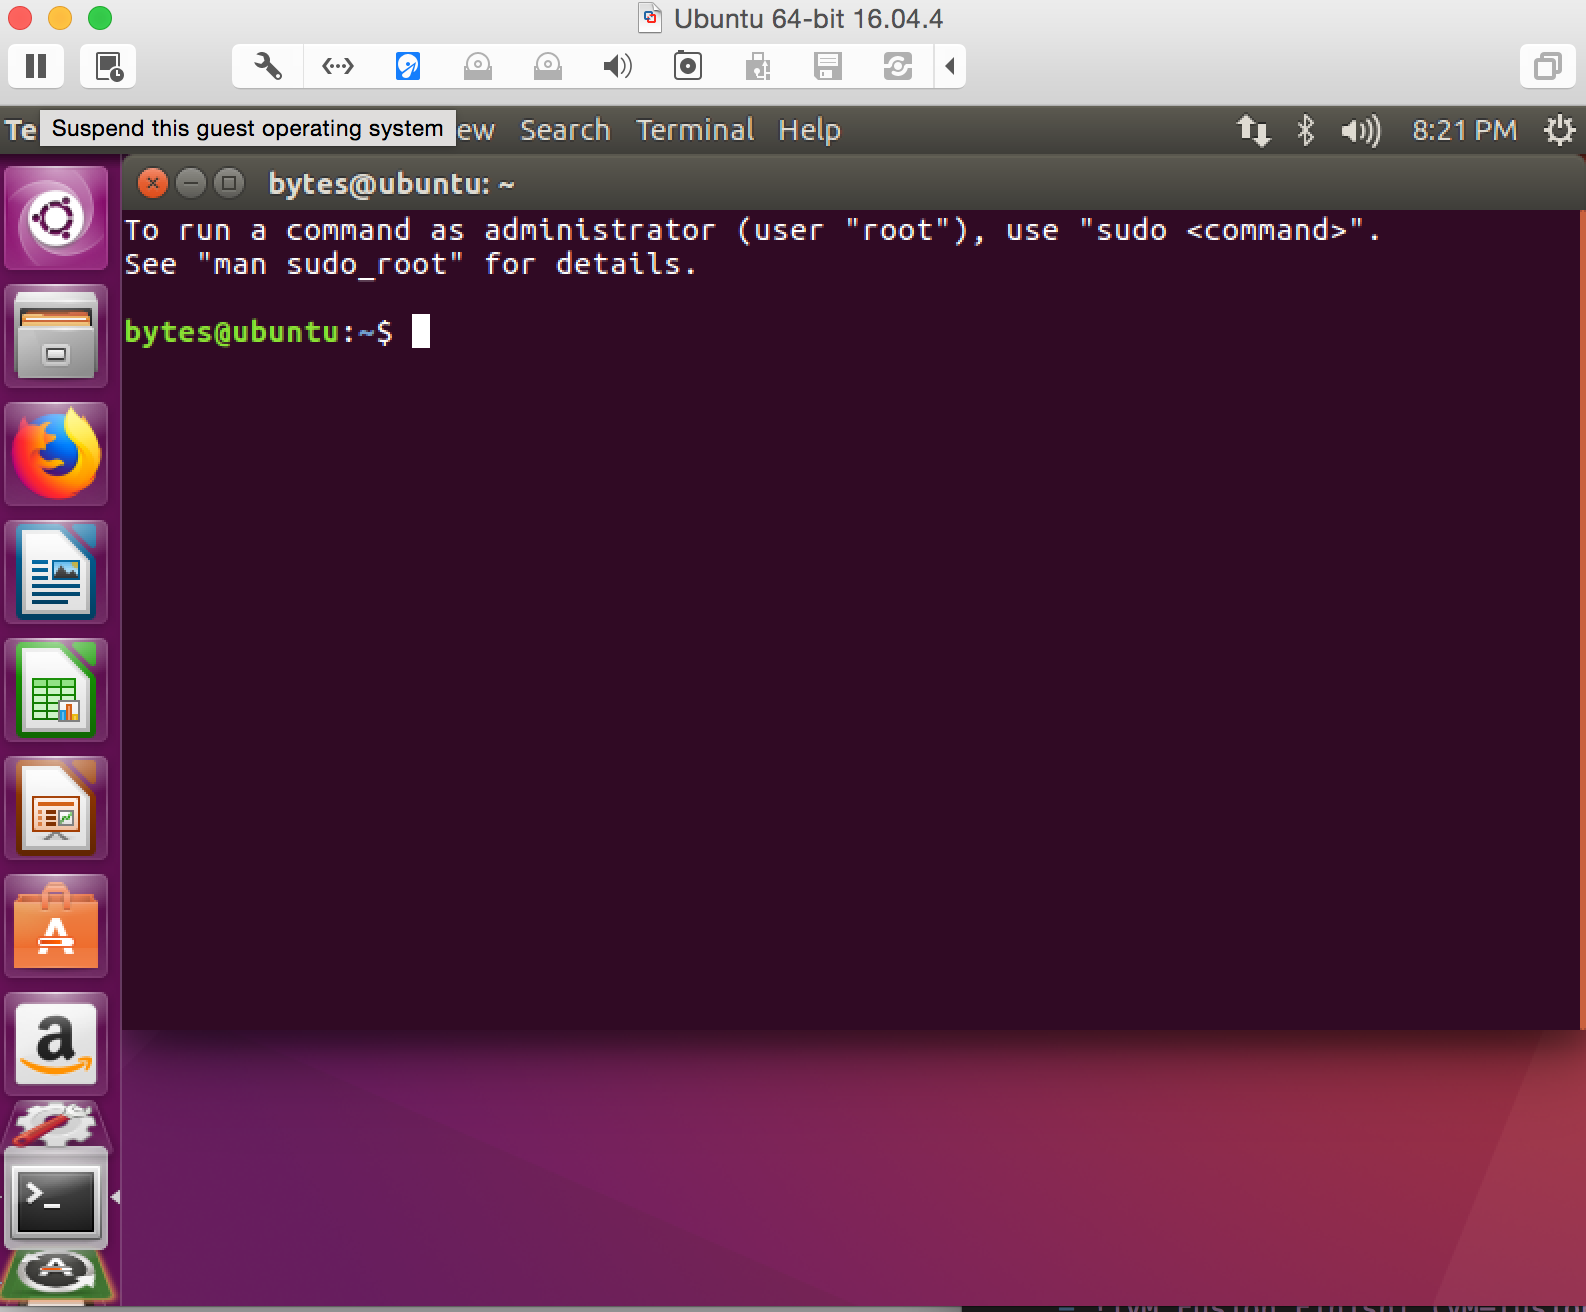 Ubuntu 64-bit 16.04.4
Te Suspend this guest operating system ew Search Terminal Help 8:21 PM
bytes@ubuntu: ~
To run a command as administrator (user "root"), use "sudo <command>".
See "man sudo_root" for details.
bytes@ubuntu:~$